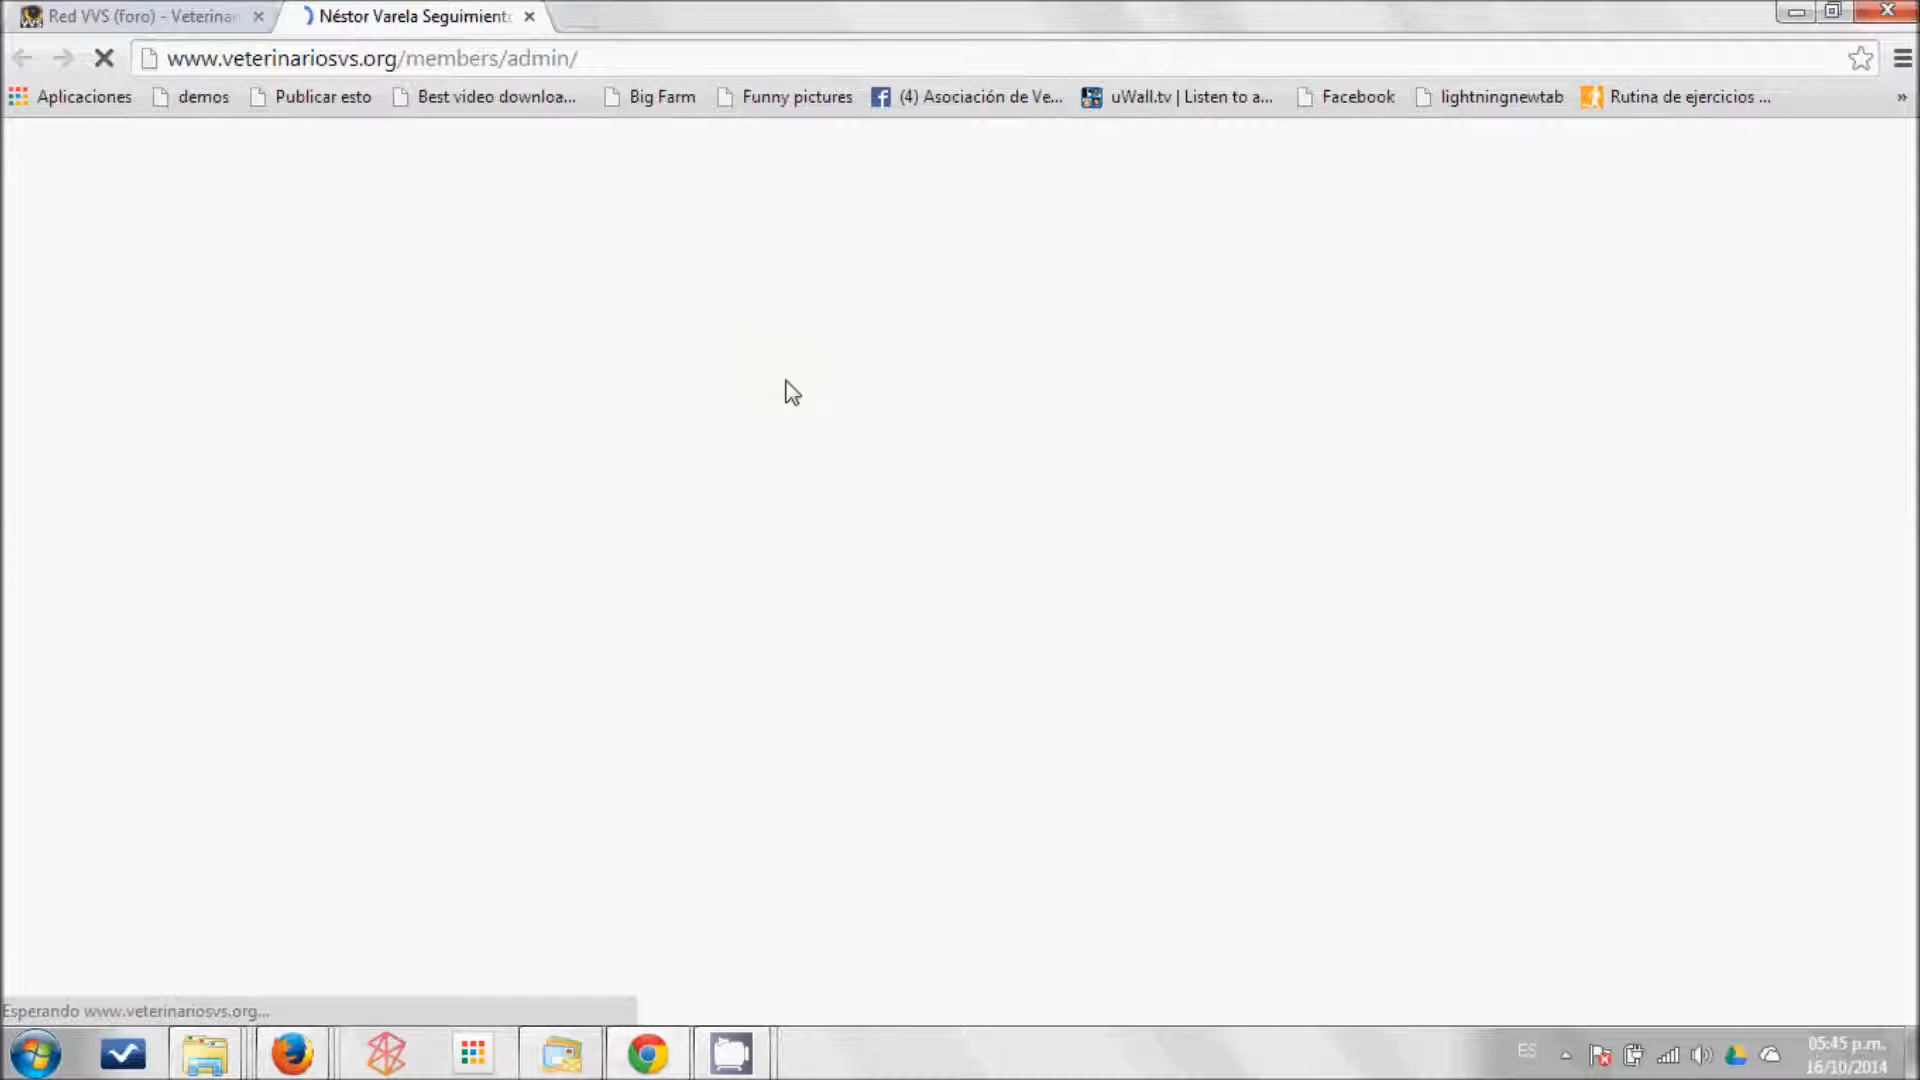 Red VVS (foro) - Veterinar
Néstor Varela Seguimiento
www.veterinariosvs.org/members/admin/
Aplicaciones demos Publicar esto Best video downloa... Big Farm Funny pictures (4) Asociación de Ve... uWall.tv | Listen to a... Facebook lightningnewtab Rutina de ejercicios ... »
Esperando www.veterinariosvs.org...
ES
05:45 p.m.
16/10/2014